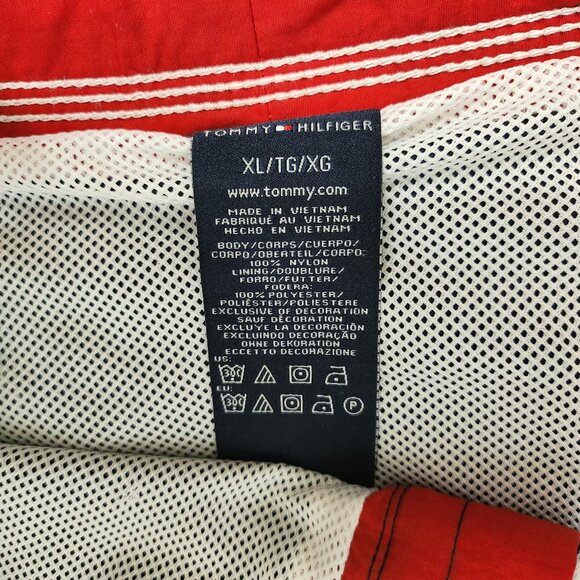 TOMMY HILFIGER
XL/TG/XG
www.tommy.com
MADE IN VIETNAM
FABRIQUÉ AU VIETNAM
HECHO EN VIETNAM
BODY/CORPS/CUERPO/
CORPO/OBERTEIL/CORPO:
100% NYLON
LINING/DOUBLURE/
FORRO/FUTTER/
FODERA:
100% POLYESTER/
POLIÉSTER/POLIESTERE
EXCLUSIVE OF DECORATION
SAUF DÉCORATION
EXCLUYE LA DECORACIÓN
EXCLUINDO DECORAÇÃO
OHNE DEKORATION
ECCETTO DECORAZIONE
US:
30C
EU:
30C P